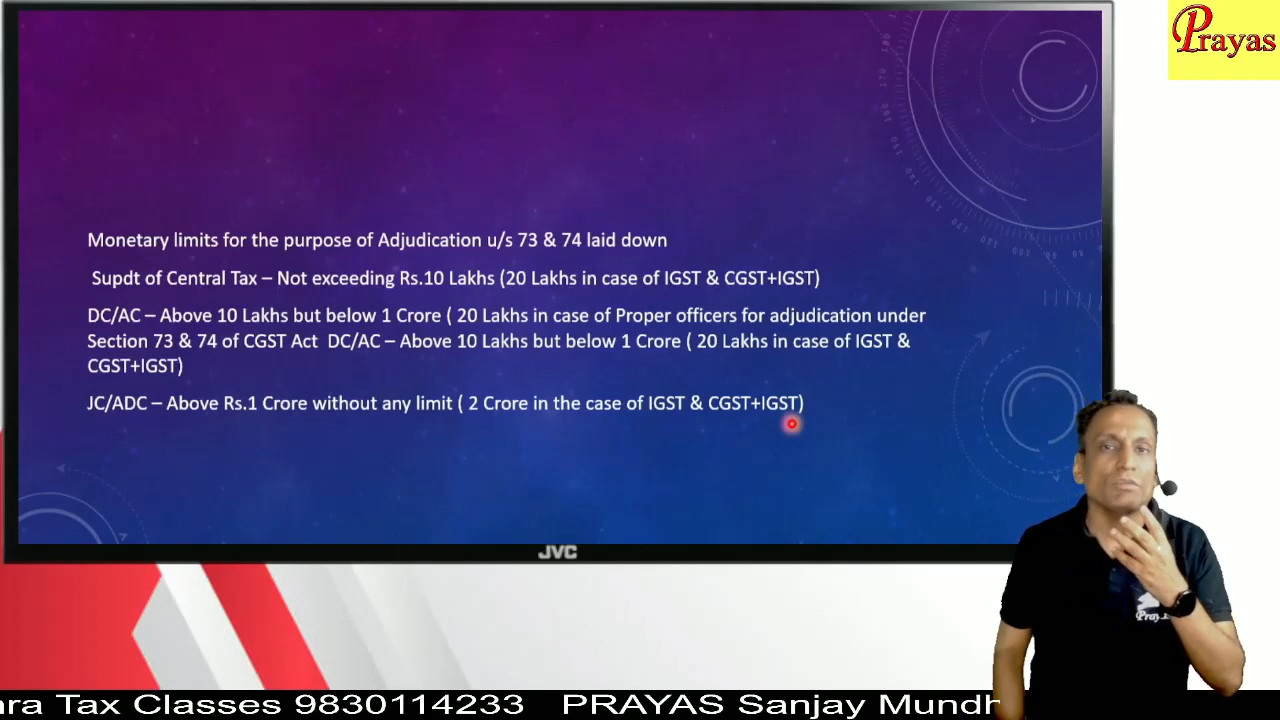 Prayas
Monetary limits for the purpose of Adjudication u/s 73 & 74 laid down
Supdt of Central Tax – Not exceeding Rs.10 Lakhs (20 Lakhs in case of IGST & CGST+IGST)
DC/AC – Above 10 Lakhs but below 1 Crore ( 20 Lakhs in case of Proper officers for adjudication under
Section 73 & 74 of CGST Act DC/AC – Above 10 Lakhs but below 1 Crore ( 20 Lakhs in case of IGST &
CGST+IGST)
JC/ADC – Above Rs.1 Crore without any limit ( 2 Crore in the case of IGST & CGST+IGST)
JVC
Tax Classes 9830114233 PRAYAS Sanjay